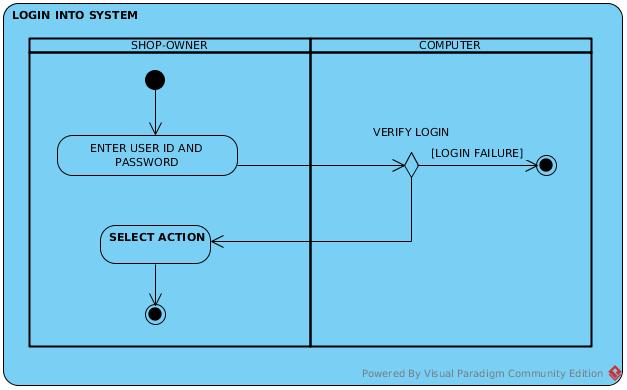 LOGIN INTO SYSTEM
SHOP-OWNER
COMPUTER
VERIFY LOGIN
ENTER USER ID AND
PASSWORD
[LOGIN FAILURE]
SELECT ACTION
Powered By Visual Paradigm Community Edition